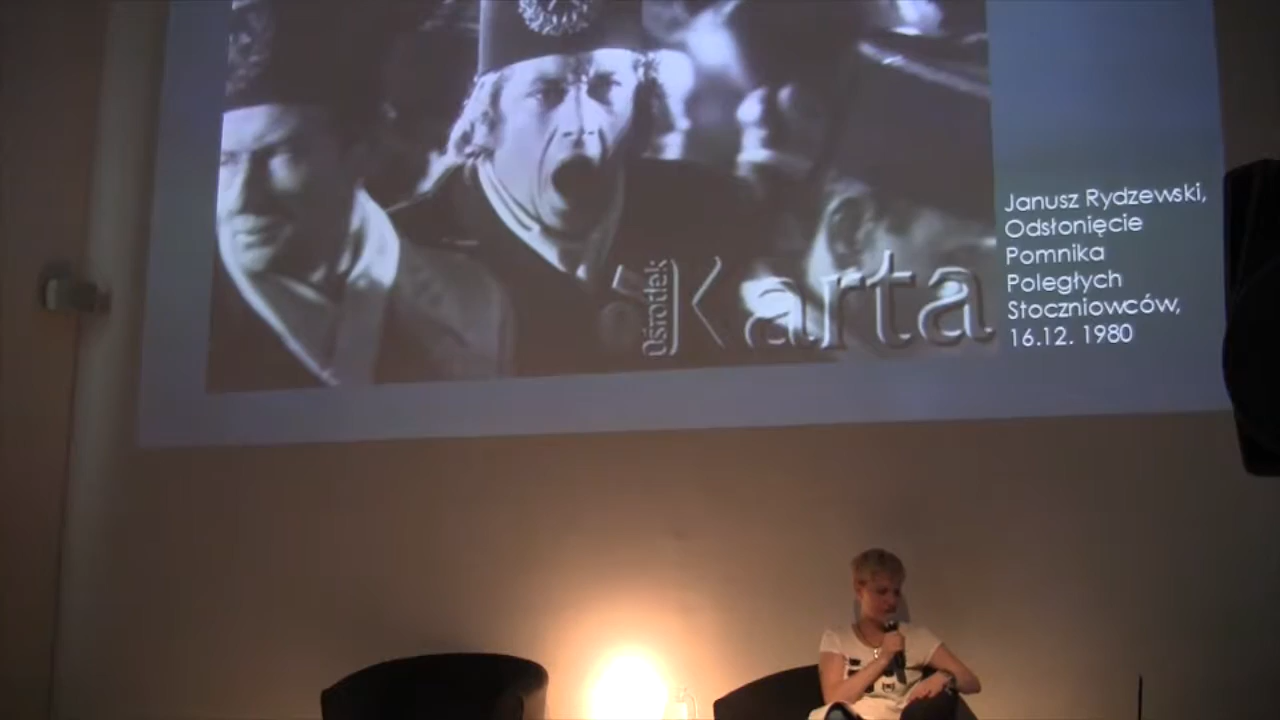 Ośrodek
Karta
Janusz Rydzewski,
Odsłonięcie
Pomnika
Poległych
Stoczniowców,
16.12. 1980